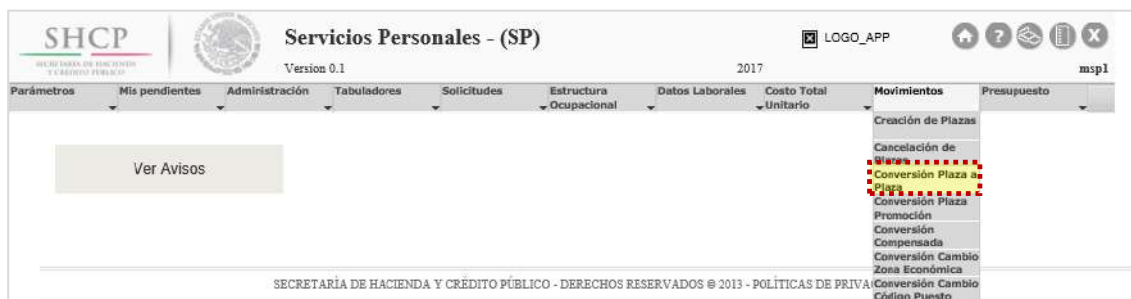 SHCP
SECRETARÍA DE HACIENDA
Y CRÉDITO PÚBLICO
Servicios Personales - (SP)
LOGO_APP
Version 0.1
2017
msp1
Parámetros
Mis pendientes
Administración
Tabuladores
Solicitudes
Estructura
Ocupacional
Datos Laborales
Costo Total
Unitario
Movimientos
Presupuesto
Creación de Plazas
Cancelación de
Plazas
Conversión Plaza a
Plaza
Conversión Plaza
Promoción
Conversión
Compensada
Conversión Cambio
Zona Económica
Conversión Cambio
Código Puesto
Ver Avisos
SECRETARÍA DE HACIENDA Y CRÉDITO PÚBLICO - DERECHOS RESERVADOS © 2013 - POLÍTICAS DE PRIVA